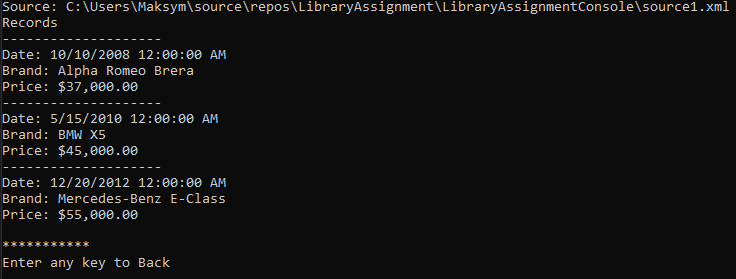 Source: C:\Users\Maksym\source\repos\LibraryAssignment\LibraryAssignmentConsole\source1.xml
Records
--------------------
Date: 10/10/2008 12:00:00 AM
Brand: Alpha Romeo Brera
Price: $37,000.00
--------------------
Date: 5/15/2010 12:00:00 AM
Brand: BMW X5
Price: $45,000.00
--------------------
Date: 12/20/2012 12:00:00 AM
Brand: Mercedes-Benz E-Class
Price: $55,000.00
***********
Enter any key to Back